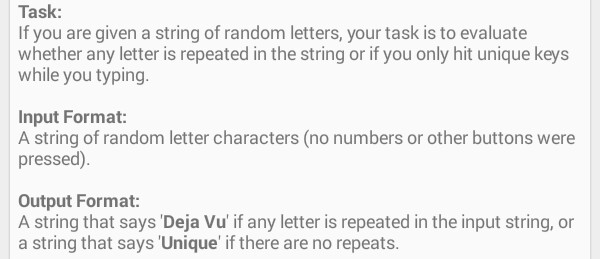 Task:
If you are given a string of random letters, your task is to evaluate
whether any letter is repeated in the string or if you only hit unique keys
while you typing.
Input Format:
A string of random letter characters (no numbers or other buttons were
pressed).
Output Format:
A string that says 'Deja Vu' if any letter is repeated in the input string, or
a string that says 'Unique' if there are no repeats.